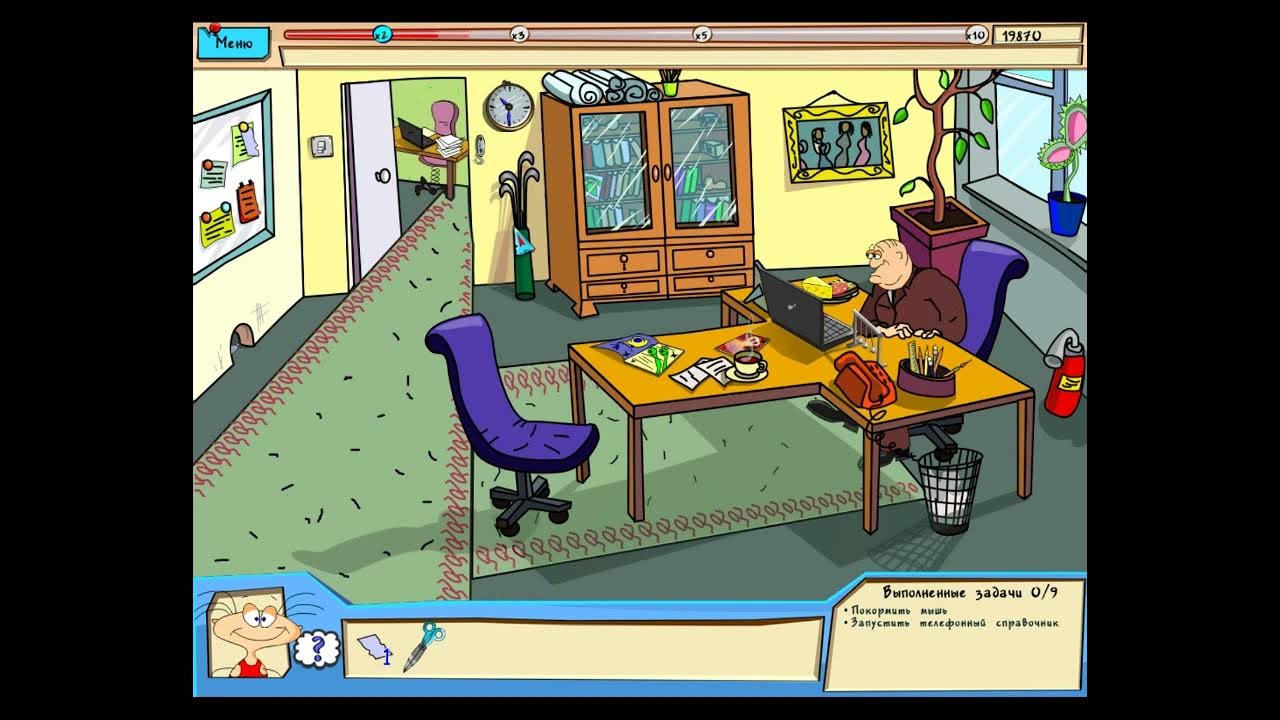 Меню
x2
x3
x5
x10
19870
Выполненные задачи 0/9
• Покормить мышь
• Запустить телефонный справочник
?
1